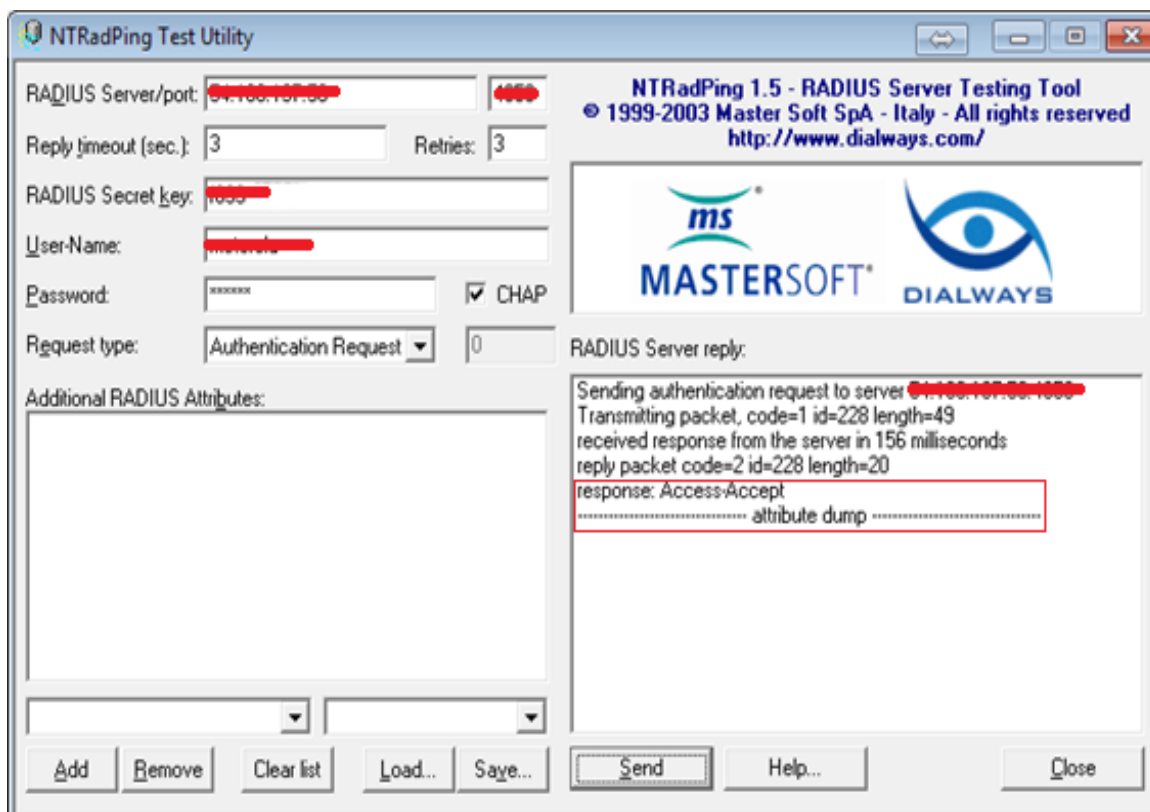 NTRadPing Test Utility
RADIUS Server/port:
Reply timeout (sec.): 3 Retries: 3
RADIUS Secret key:
User-Name:
Password: ****** CHAP
Request type: Authentication Request 0
Additional RADIUS Attributes:
Add Remove Clear list Load... Save...
NTRadPing 1.5 - RADIUS Server Testing Tool
© 1999-2003 Master Soft SpA - Italy - All rights reserved
http://www.dialways.com/
ms
MASTERSOFT®
DIALWAYS
RADIUS Server reply:
Sending authentication request to server
Transmitting packet, code=1 id=228 length=49
received response from the server in 156 milliseconds
reply packet code=2 id=228 length=20
response: Access-Accept
---------------------------------- attribute dump ----------------------------------
Send Help... Close